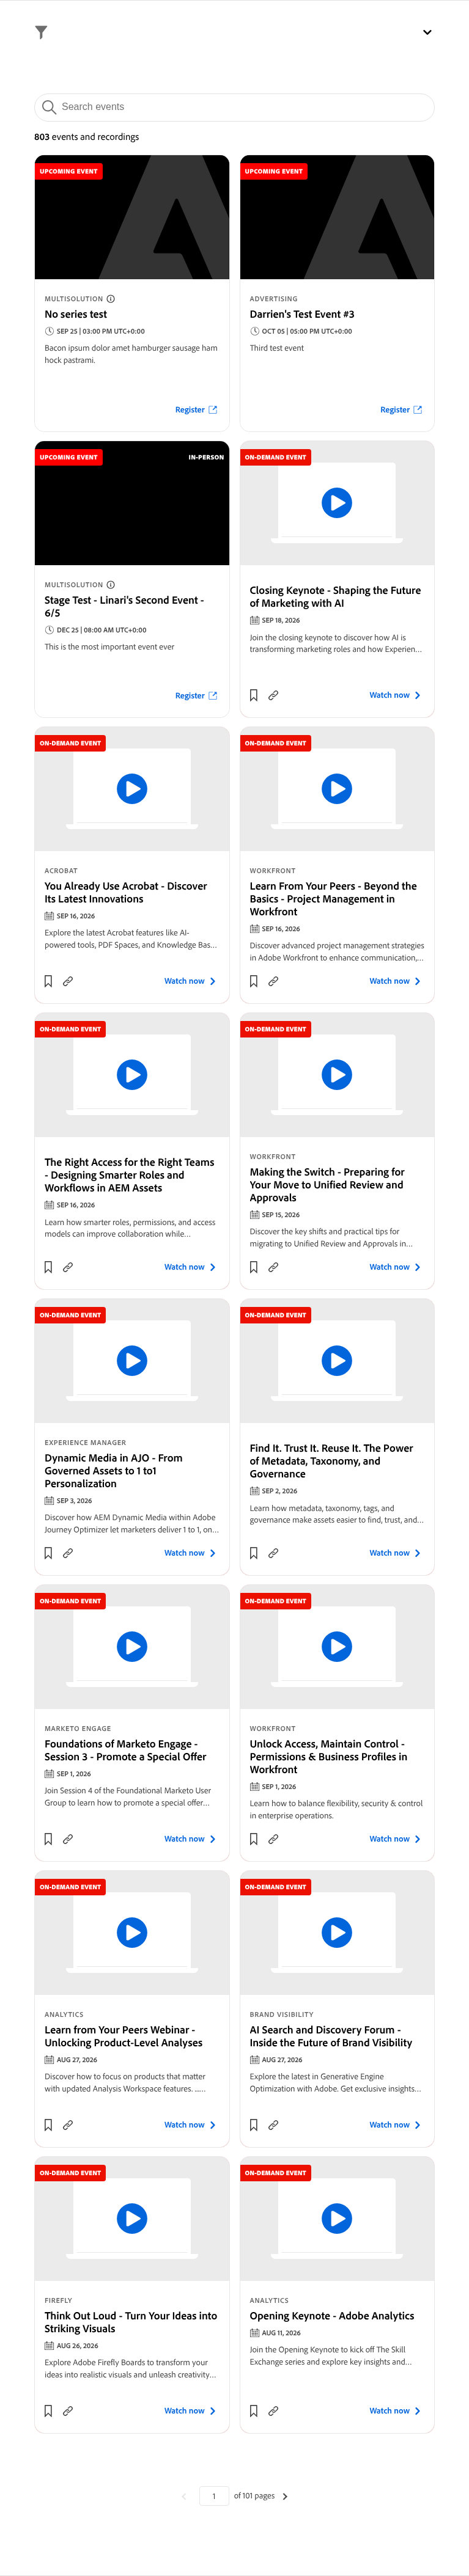 Search events
803 events and recordings
UPCOMING EVENT
MULTISOLUTION
No series test
SEP 25 | 03:00 PM UTC+0:00
Bacon ipsum dolor amet hamburger sausage ham
hock pastrami.
Register
UPCOMING EVENT
ADVERTISING
Darrien's Test Event #3
OCT 05 | 05:00 PM UTC+0:00
Third test event
Register
UPCOMING EVENT
IN-PERSON
MULTISOLUTION
Stage Test - Linari's Second Event -
6/5
DEC 25 | 08:00 AM UTC+0:00
This is the most important event ever
Register
ON-DEMAND EVENT
Closing Keynote - Shaping the Future
of Marketing with AI
SEP 18, 2026
Join the closing keynote to discover how AI is
transforming marketing roles and how Experien...
Watch now
ON-DEMAND EVENT
ACROBAT
You Already Use Acrobat - Discover
Its Latest Innovations
SEP 16, 2026
Explore the latest Acrobat features like AI-
powered tools, PDF Spaces, and Knowledge Bas...
Watch now
ON-DEMAND EVENT
WORKFRONT
Learn From Your Peers - Beyond the
Basics - Project Management in
Workfront
SEP 16, 2026
Discover advanced project management strategies
in Adobe Workfront to enhance communication,...
Watch now
ON-DEMAND EVENT
The Right Access for the Right Teams
- Designing Smarter Roles and
Workflows in AEM Assets
SEP 16, 2026
Learn how smarter roles, permissions, and access
models can improve collaboration while...
Watch now
ON-DEMAND EVENT
WORKFRONT
Making the Switch - Preparing for
Your Move to Unified Review and
Approvals
SEP 15, 2026
Discover the key shifts and practical tips for
migrating to Unified Review and Approvals in...
Watch now
ON-DEMAND EVENT
EXPERIENCE MANAGER
Dynamic Media in AJO - From
Governed Assets to 1 to1
Personalization
SEP 3, 2026
Discover how AEM Dynamic Media within Adobe
Journey Optimizer let marketers deliver 1 to 1, on...
Watch now
ON-DEMAND EVENT
Find It. Trust It. Reuse It. The Power
of Metadata, Taxonomy, and
Governance
SEP 2, 2026
Learn how metadata, taxonomy, tags, and
governance make assets easier to find, trust, and...
Watch now
ON-DEMAND EVENT
MARKETO ENGAGE
Foundations of Marketo Engage -
Session 3 - Promote a Special Offer
SEP 1, 2026
Join Session 4 of the Foundational Marketo User
Group to learn how to promote a special offer...
Watch now
ON-DEMAND EVENT
WORKFRONT
Unlock Access, Maintain Control -
Permissions & Business Profiles in
Workfront
SEP 1, 2026
Learn how to balance flexibility, security & control
in enterprise operations.
Watch now
ON-DEMAND EVENT
ANALYTICS
Learn from Your Peers Webinar -
Unlocking Product-Level Analyses
AUG 27, 2026
Discover how to focus on products that matter
with updated Analysis Workspace features. ......
Watch now
ON-DEMAND EVENT
BRAND VISIBILITY
AI Search and Discovery Forum -
Inside the Future of Brand Visibility
AUG 27, 2026
Explore the latest in Generative Engine
Optimization with Adobe. Get exclusive insights...
Watch now
ON-DEMAND EVENT
FIREFLY
Think Out Loud - Turn Your Ideas into
Striking Visuals
AUG 26, 2026
Explore Adobe Firefly Boards to transform your
ideas into realistic visuals and unleash creativity...
Watch now
ON-DEMAND EVENT
ANALYTICS
Opening Keynote - Adobe Analytics
AUG 11, 2026
Join the Opening Keynote to kick off The Skill
Exchange series and explore key insights and...
Watch now
1 of 101 pages